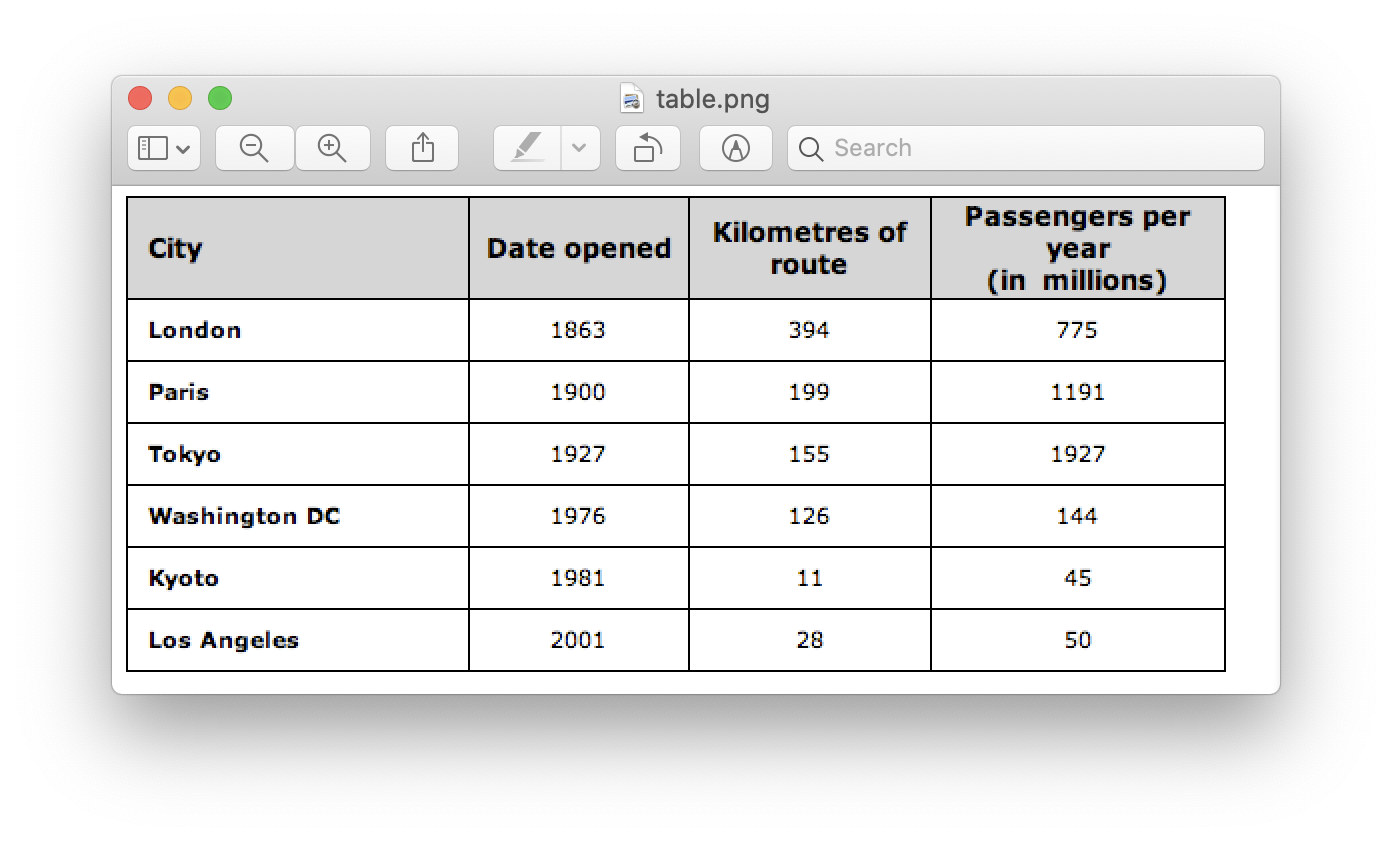 table.png
Search
City Date opened Kilometres of route Passengers per year (in millions)
London 1863 394 775
Paris 1900 199 1191
Tokyo 1927 155 1927
Washington DC 1976 126 144
Kyoto 1981 11 45
Los Angeles 2001 28 50